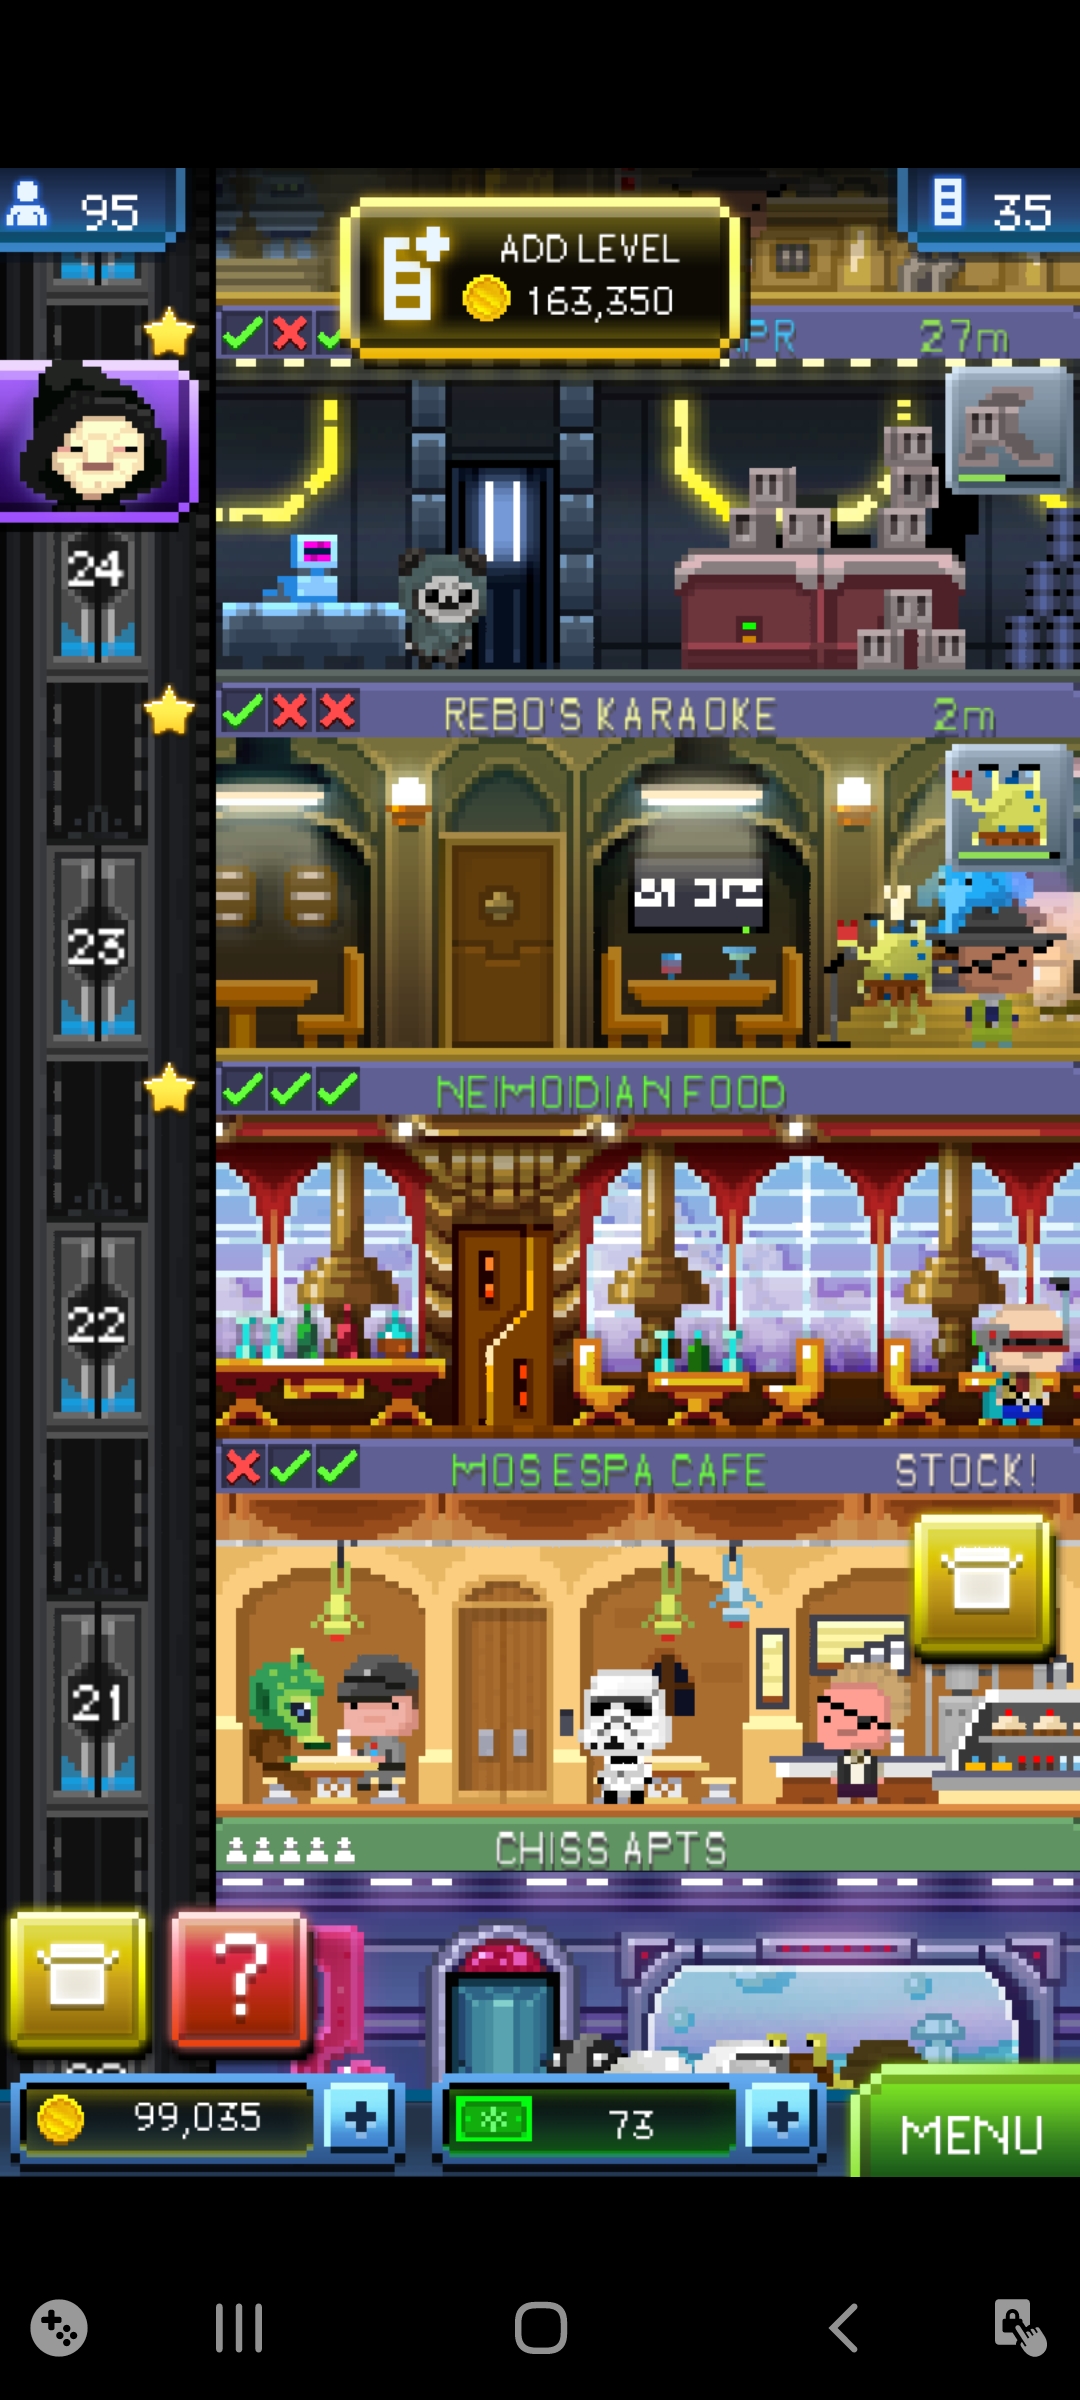 95
ADD LEVEL
163,350
35
PR 27m
24
REBO'S KARAOKE 2m
23
NEIMOIDIAN FOOD
22
MOS ESPA CAFE STOCK!
21
CHISS APTS
?
99,035 +
73 +
MENU